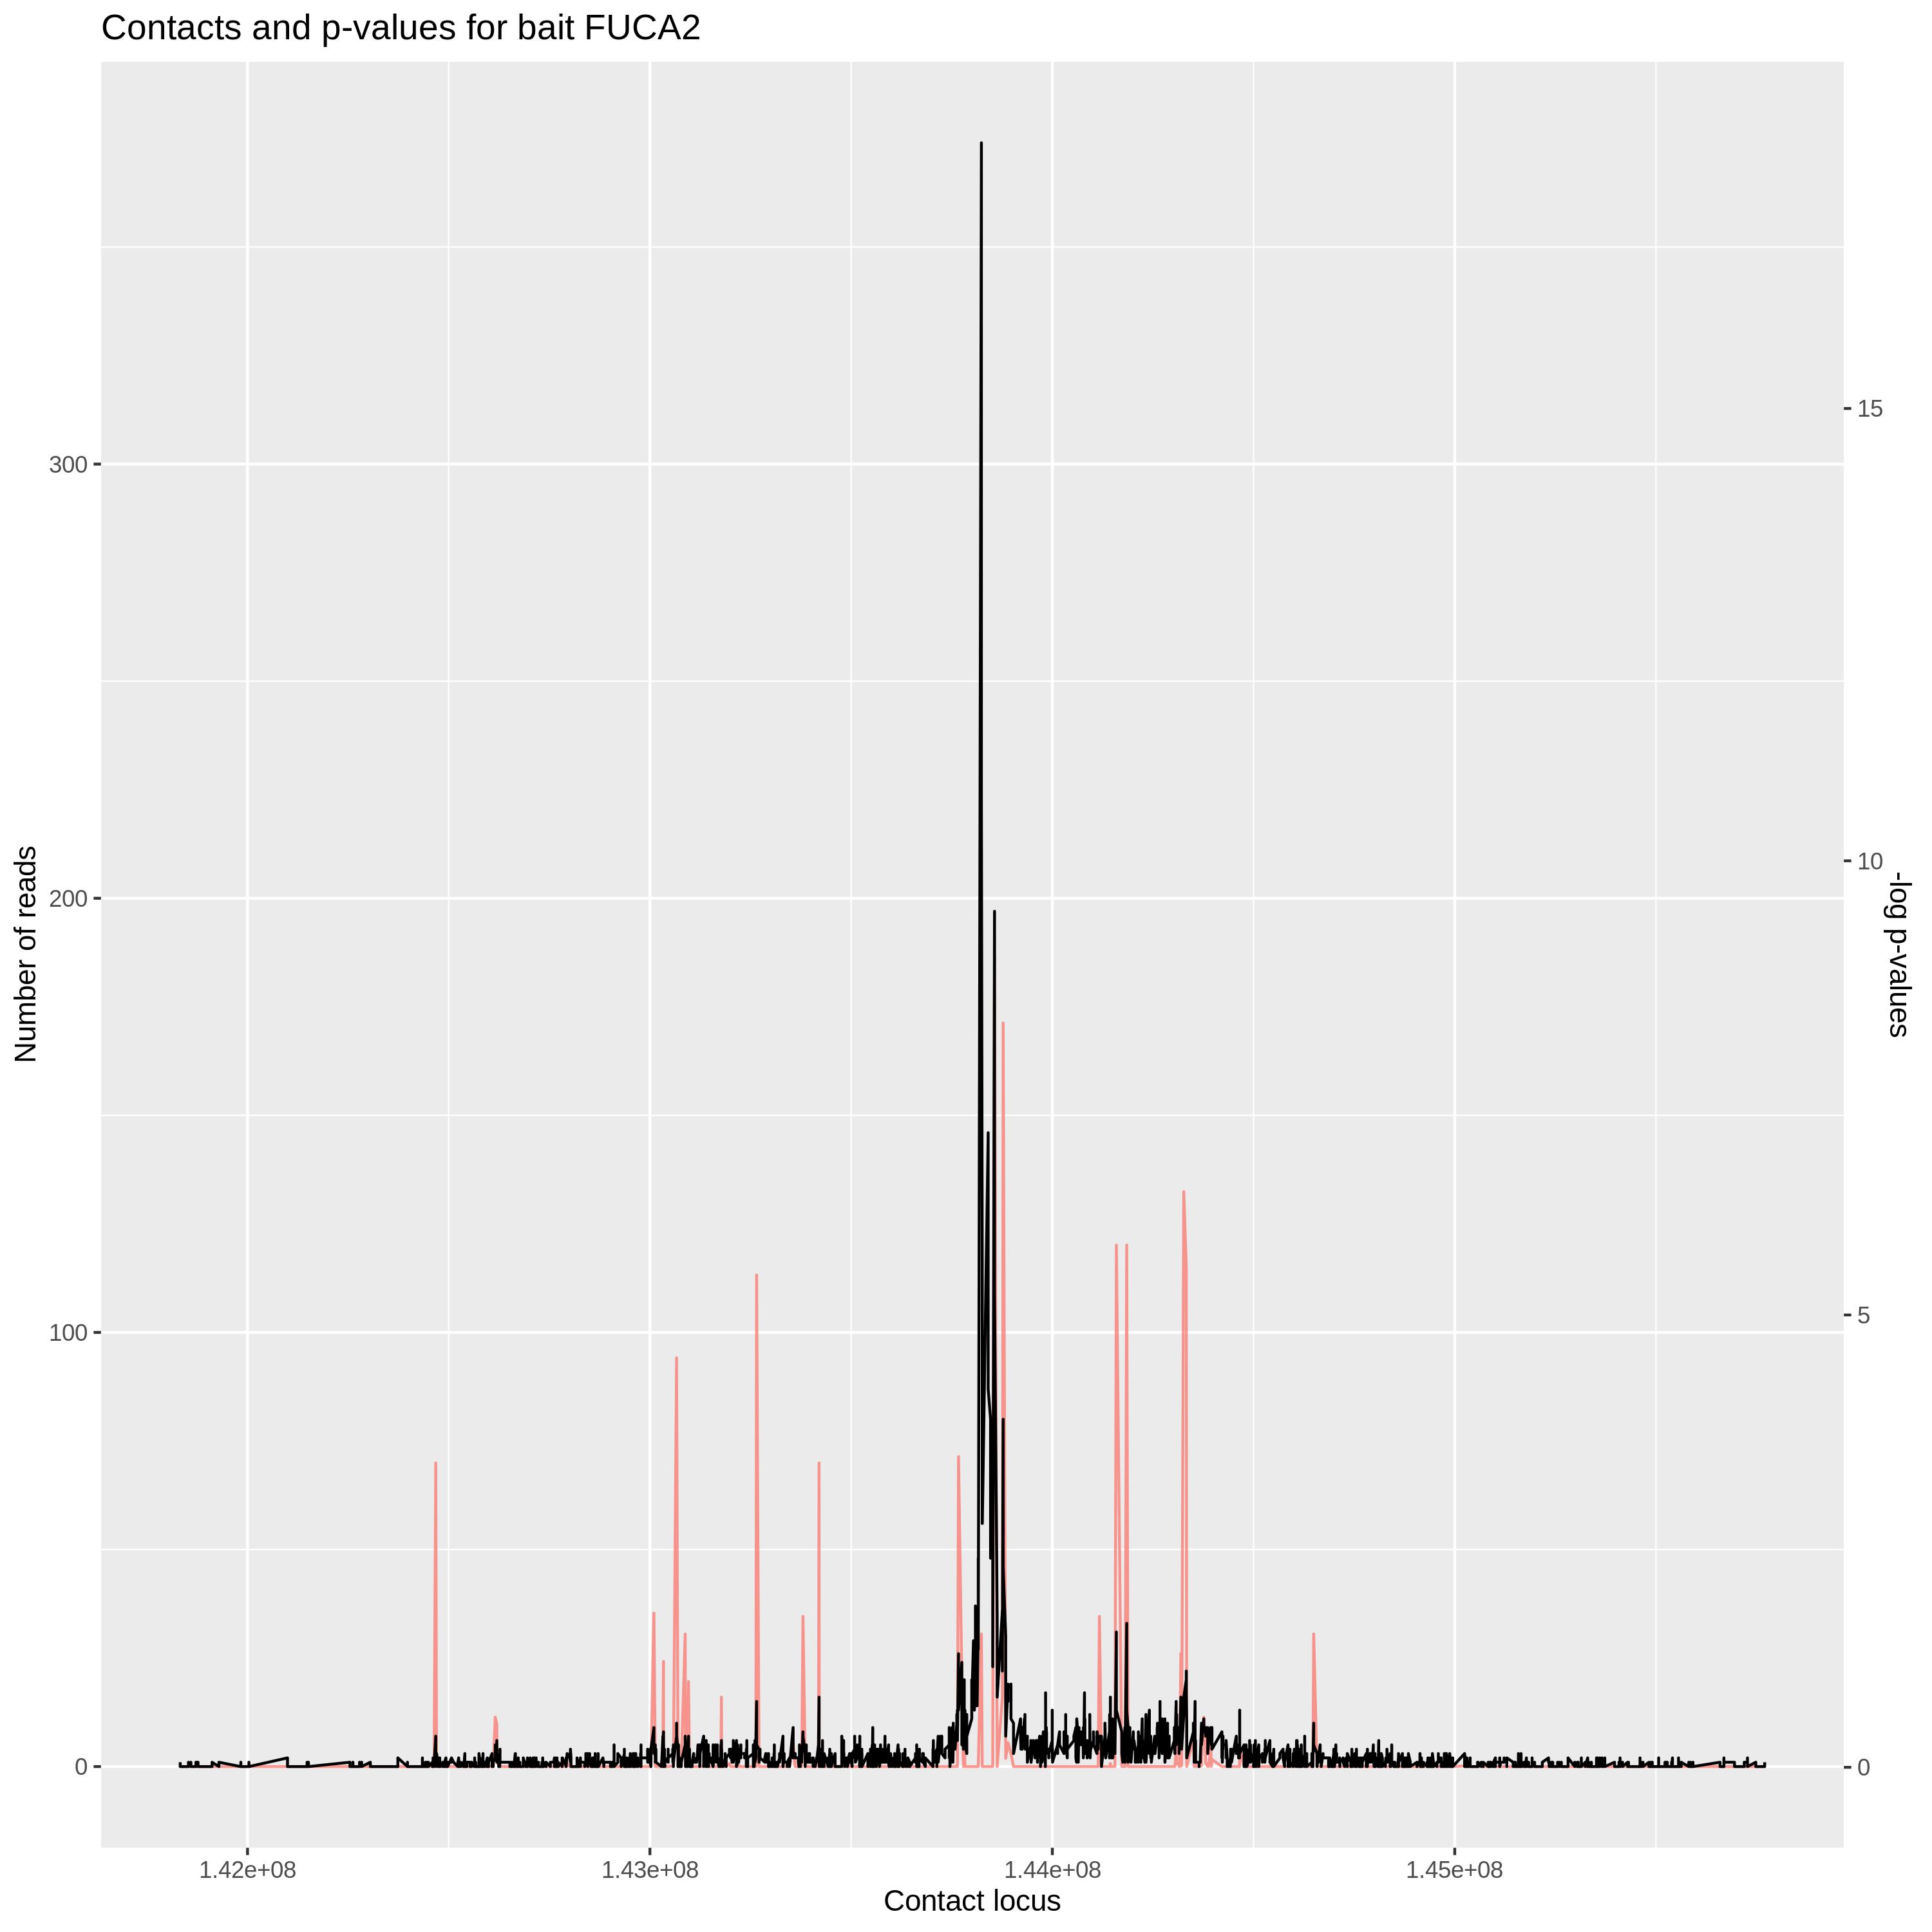 Contacts and p-values for bait FUCA2
Number of reads
300
200
100
0
15
10
5
0
-log p-values
1.42e+08
1.43e+08
1.44e+08
1.45e+08
Contact locus